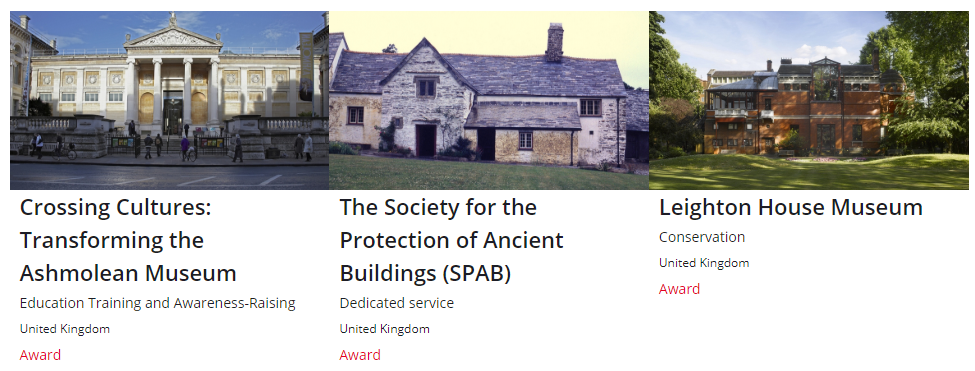 Crossing Cultures:
Transforming the
Ashmolean Museum
Education Training and Awareness-Raising
United Kingdom
Award
The Society for the
Protection of Ancient
Buildings (SPAB)
Dedicated service
United Kingdom
Award
Leighton House Museum
Conservation
United Kingdom
Award